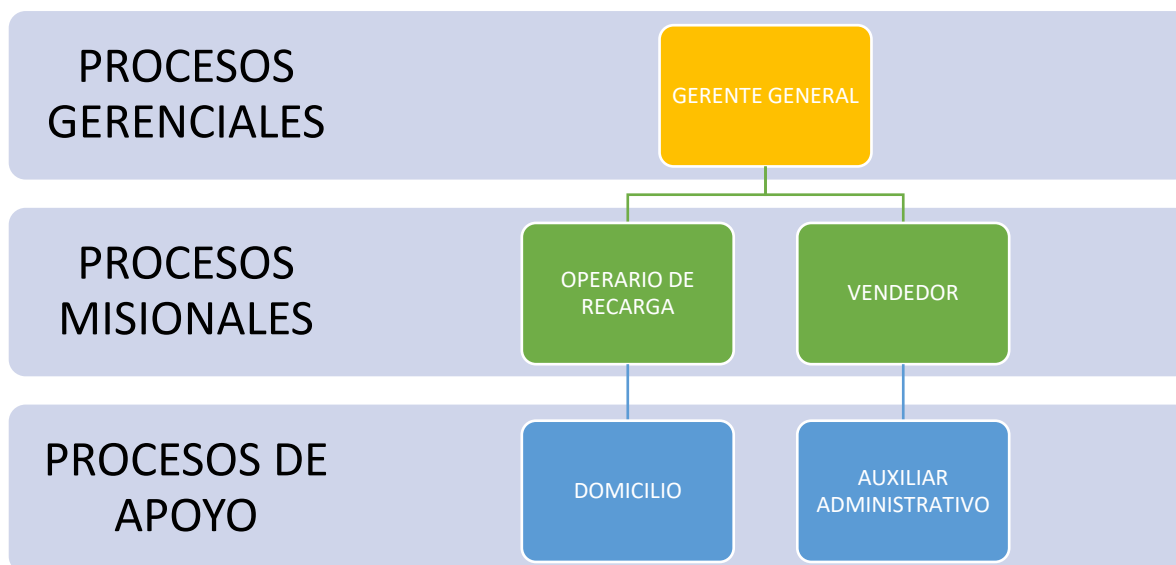 PROCESOS
GERENCIALES
GERENTE GENERAL
PROCESOS
MISIONALES
OPERARIO DE
RECARGA
VENDEDOR
PROCESOS DE
APOYO
DOMICILIO
AUXILIAR
ADMINISTRATIVO